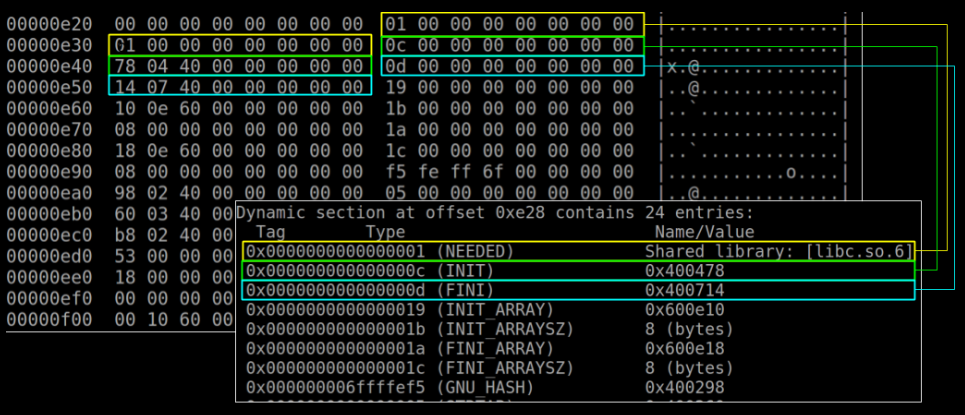 00000e20  00 00 00 00 00 00 00 00  01 00 00 00 00 00 00 00  |................|
00000e30  01 00 00 00 00 00 00 00  0c 00 00 00 00 00 00 00  |................|
00000e40  78 04 40 00 00 00 00 00  0d 00 00 00 00 00 00 00  |x.@.............|
00000e50  14 07 40 00 00 00 00 00  19 00 00 00 00 00 00 00  |..@.............|
00000e60  10 0e 60 00 00 00 00 00  1b 00 00 00 00 00 00 00  |..`.............|
00000e70  08 00 00 00 00 00 00 00  1a 00 00 00 00 00 00 00  |................|
00000e80  18 0e 60 00 00 00 00 00  1c 00 00 00 00 00 00 00  |..`.............|
00000e90  08 00 00 00 00 00 00 00  f5 fe ff 6f 00 00 00 00  |...........o....|
00000ea0  98 02 40 00 00 00 00 00  05 00 00 00 00 00 00 00  |..@.............|
00000eb0  60 03 40 00
00000ec0  b8 02 40 00
00000ed0  53 00 00 00
00000ee0  18 00 00 00
00000ef0  00 00 00 00
00000f00  00 10 60 00
Dynamic section at offset 0xe28 contains 24 entries:
Tag Type Name/Value
0x0000000000000001 (NEEDED) Shared library: [libc.so.6]
0x000000000000000c (INIT) 0x400478
0x000000000000000d (FINI) 0x400714
0x0000000000000019 (INIT_ARRAY) 0x600e10
0x000000000000001b (INIT_ARRAYSZ) 8 (bytes)
0x000000000000001a (FINI_ARRAY) 0x600e18
0x000000000000001c (FINI_ARRAYSZ) 8 (bytes)
0x000000006ffffef5 (GNU_HASH) 0x400298